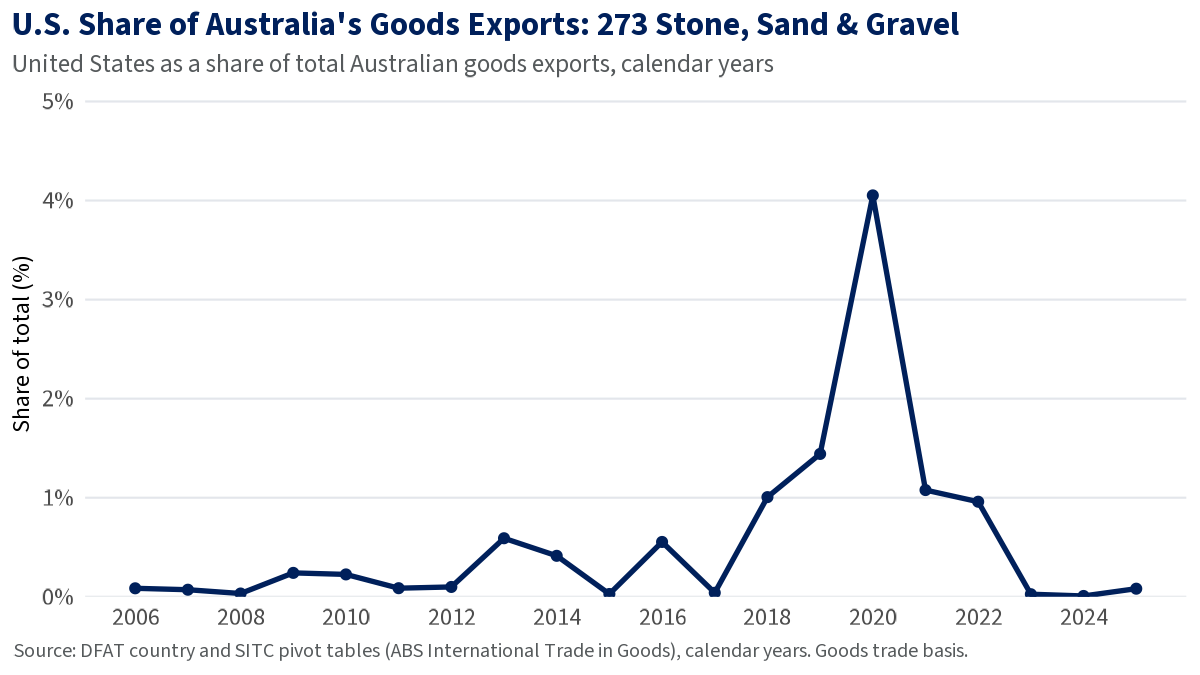 U.S. Share of Australia's Goods Exports: 273 Stone, Sand & Gravel
United States as a share of total Australian goods exports, calendar years
5%
4%
3%
2%
1%
0%
Share of total (%)
2006 2008 2010 2012 2014 2016 2018 2020 2022 2024
Source: DFAT country and SITC pivot tables (ABS International Trade in Goods), calendar years. Goods trade basis.